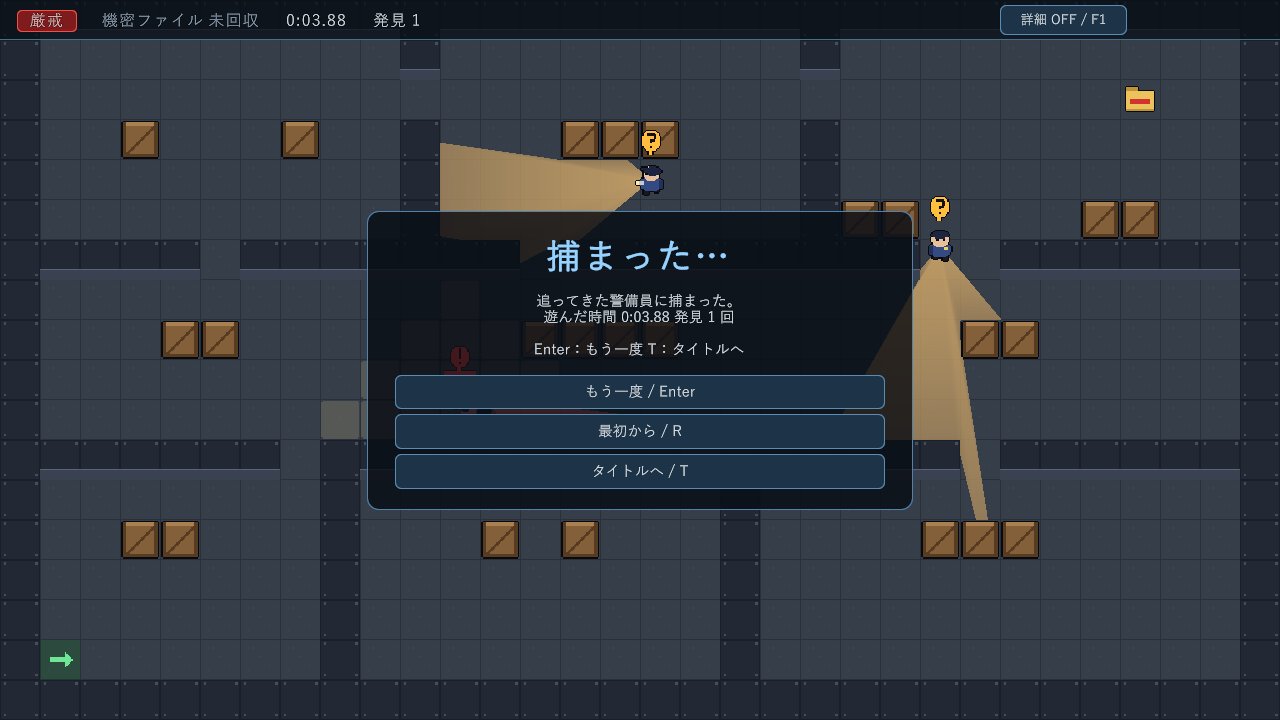 厳戒 機密ファイル 未回収 0:03.88 発見 1 詳細 OFF / F1
?
?
捕まった…
追ってきた警備員に捕まった。
遊んだ時間 0:03.88 発見 1 回
Enter：もう一度 T：タイトルへ
!
もう一度 / Enter
最初から / R
タイトルへ / T